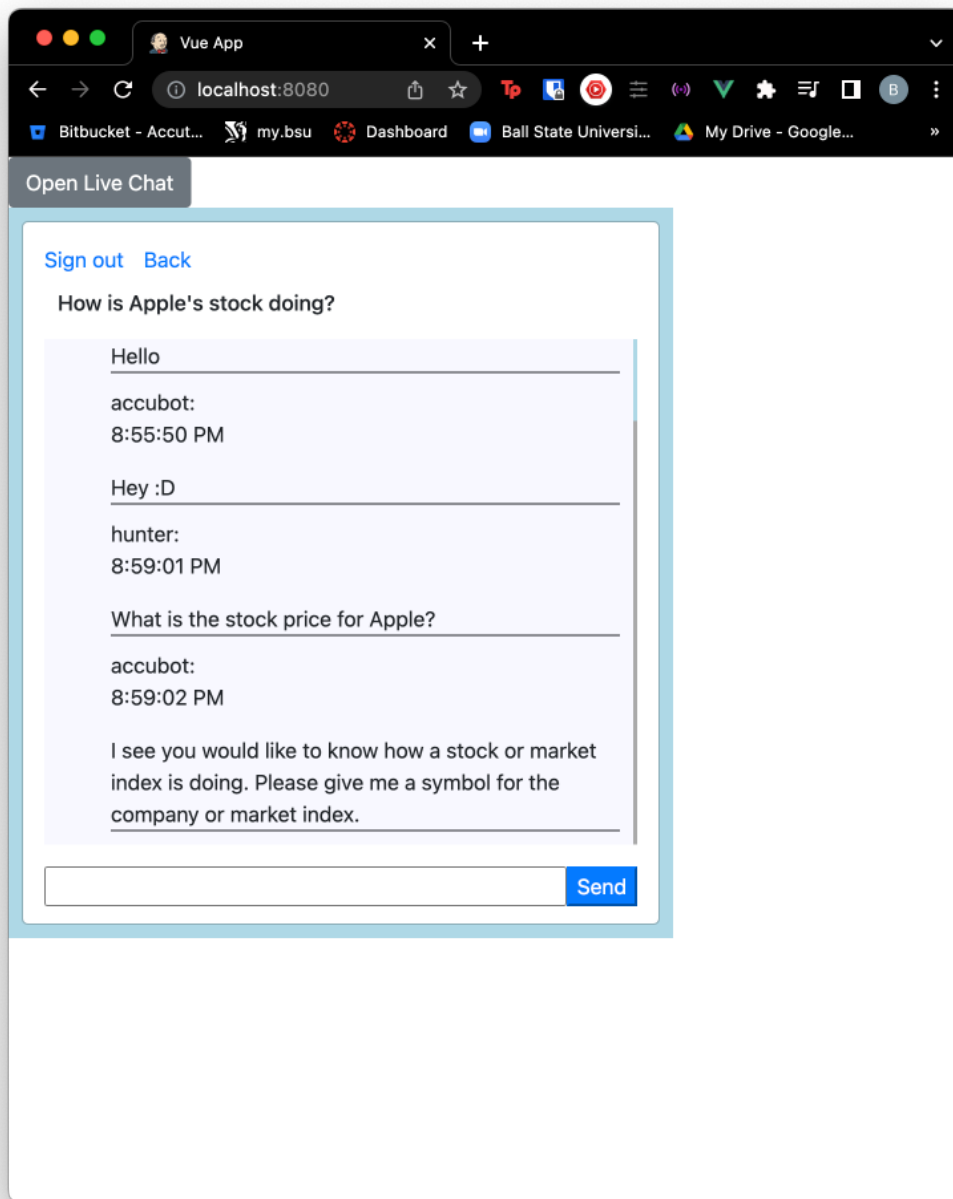 Vue App
localhost:8080
Tp
B
Bitbucket - Accut...
my.bsu
Dashboard
Ball State Universi...
My Drive - Google...
»
Open Live Chat
Sign out Back
How is Apple's stock doing?
Hello
accubot:
8:55:50 PM
Hey :D
hunter:
8:59:01 PM
What is the stock price for Apple?
accubot:
8:59:02 PM
I see you would like to know how a stock or market
index is doing. Please give me a symbol for the
company or market index.
Send